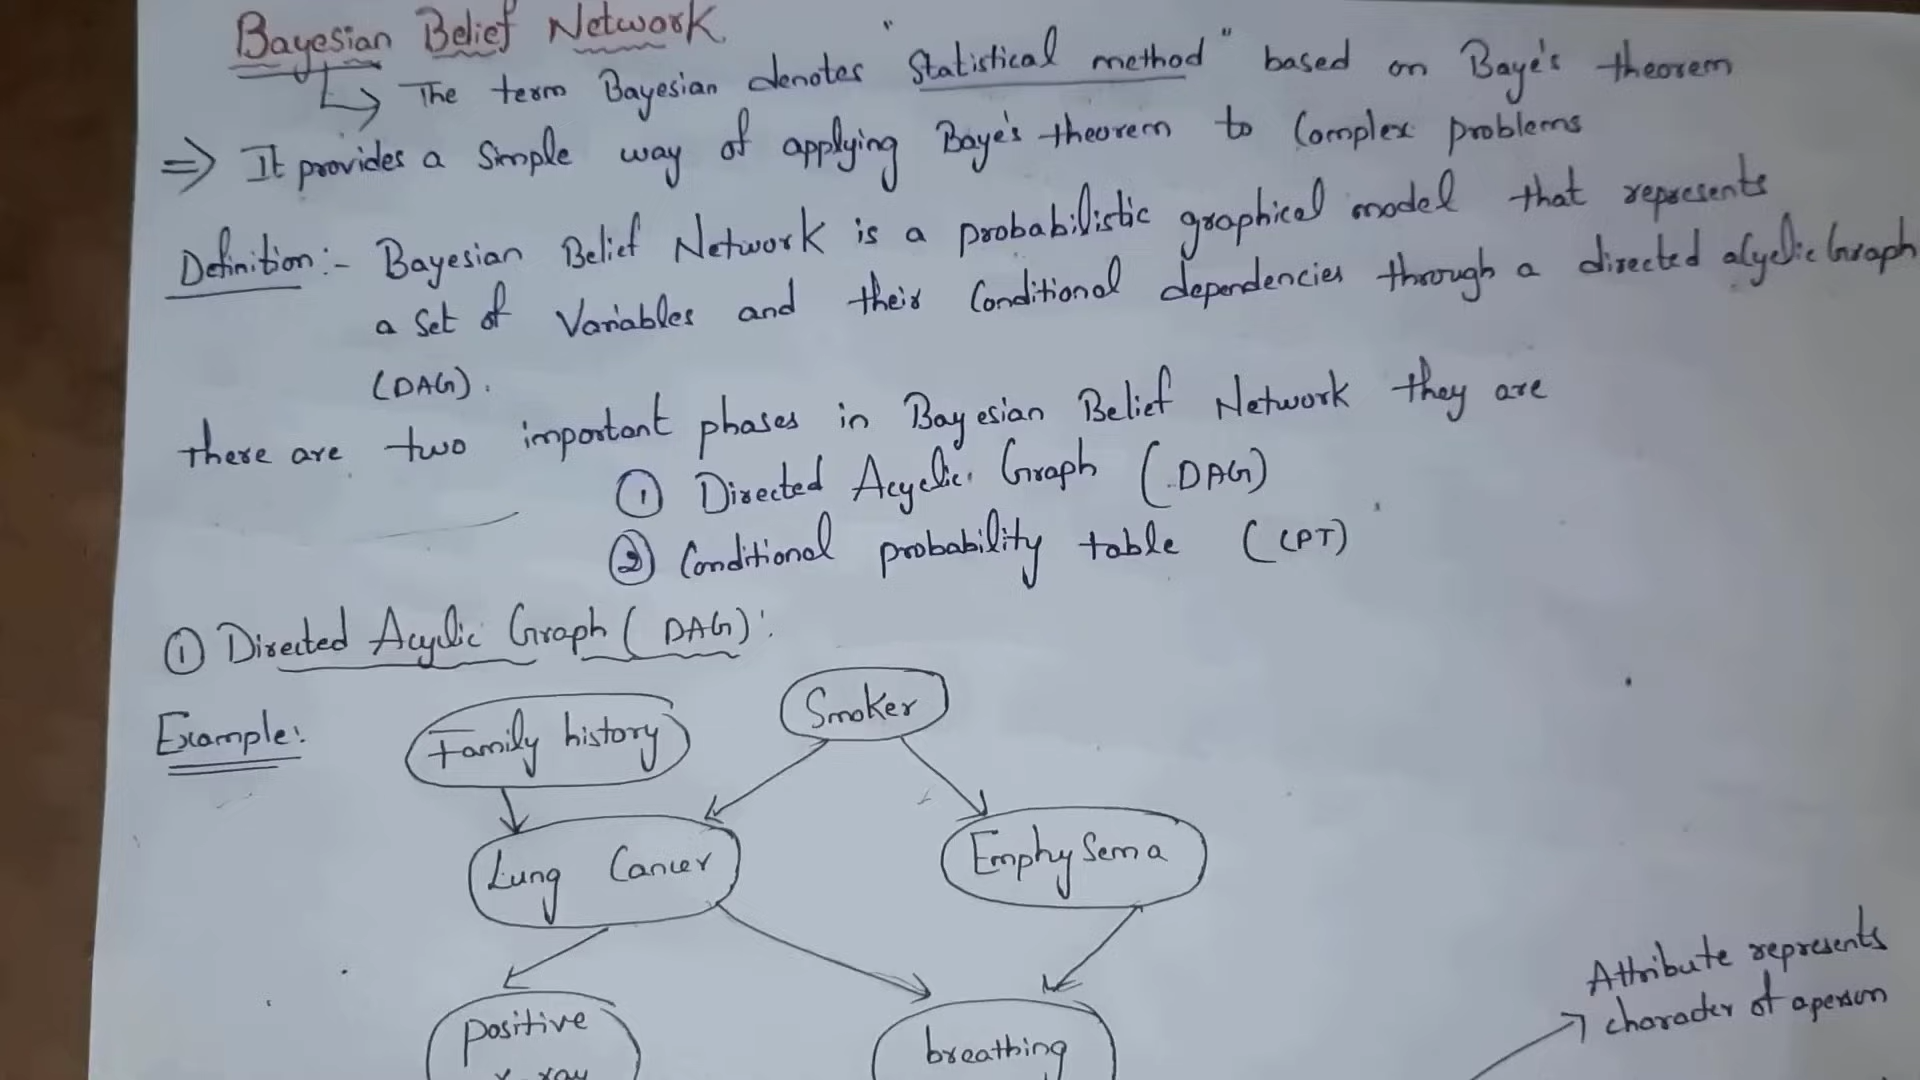 Bayesian Belief Network
↳ The term Bayesian denotes "Statistical method" based on Baye's theorem
⇒ It provides a simple way of applying Baye's theorem to Complex problems
Definition:- Bayesian Belief Network is a probabilistic graphical model that represents
a set of Variables and their Conditional dependencies through a directed acyclic Graph
(DAG).
there are two important phases in Bayesian Belief Network they are
① Directed Acyclic Graph (DAG)
② Conditional probability table (CPT)
① Directed Acyclic Graph (DAG):
Example:
Family history
Smoker
Lung Cancer
Emphysema
positive
x-ray
breathing
Attribute represents
→ character of a person